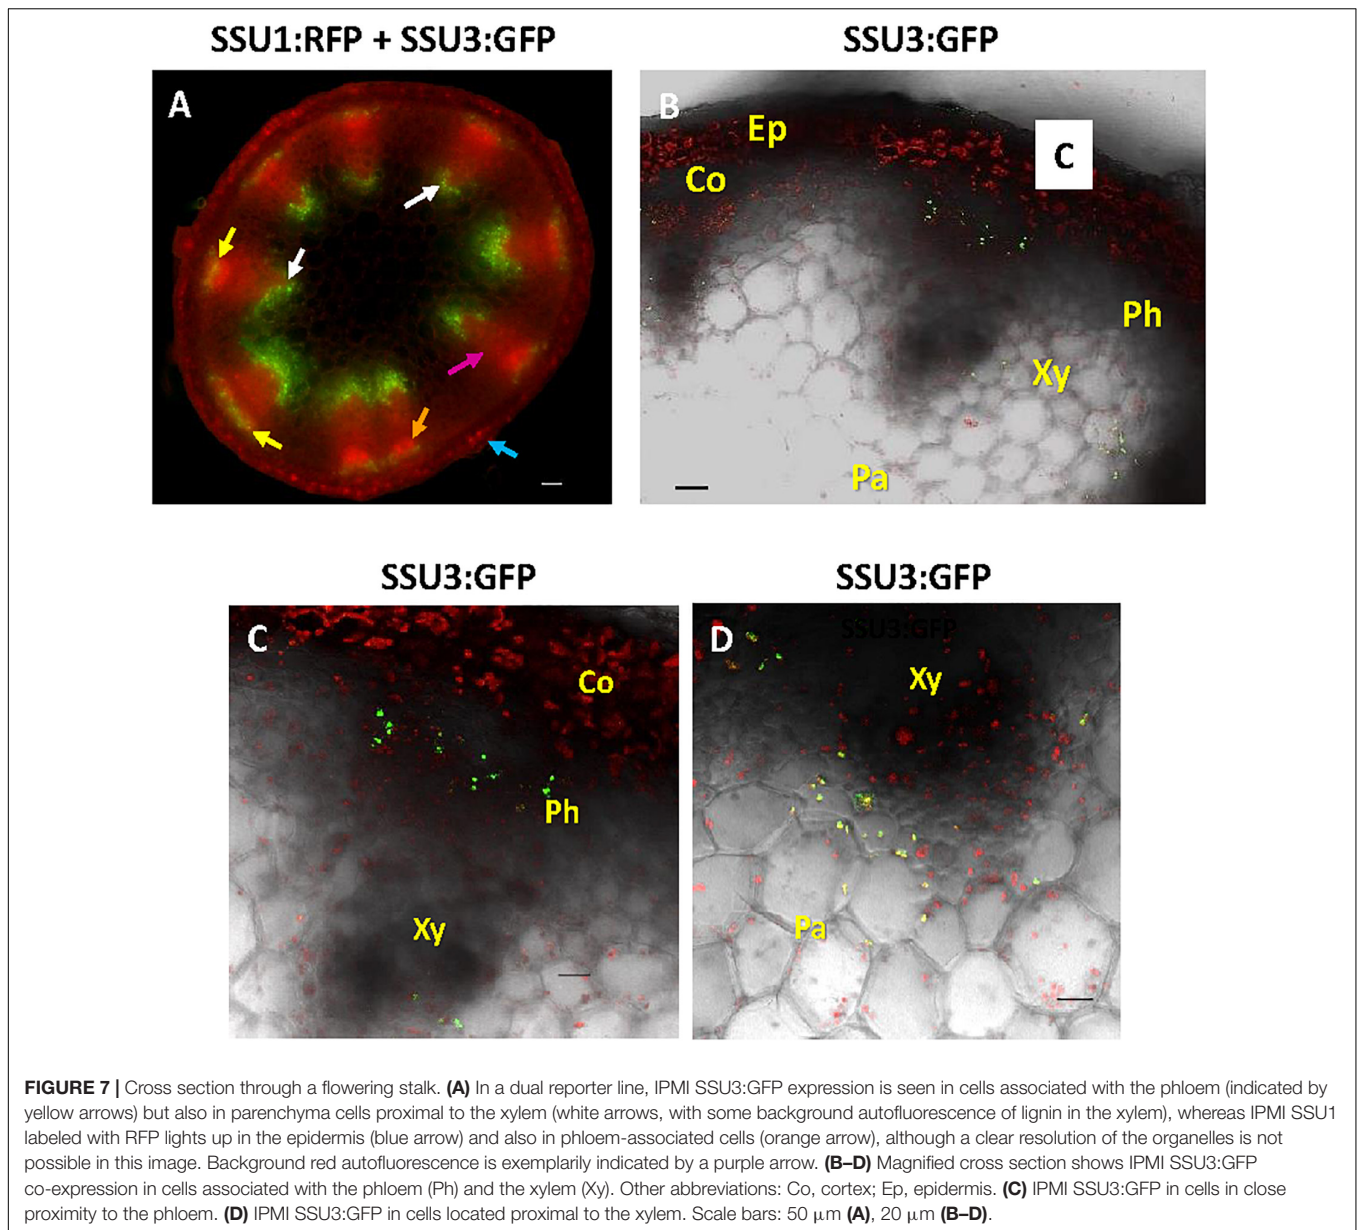 SSU1:RFP + SSU3:GFP
SSU3:GFP
A
B
Ep
Co
C
Ph
Xy
Pa
SSU3:GFP
SSU3:GFP
C
Co
Ph
Xy
D
SSU3:GFP
Xy
Pa
FIGURE 7 | Cross section through a flowering stalk. (A) In a dual reporter line, IPMI SSU3:GFP expression is seen in cells associated with the phloem (indicated by
yellow arrows) but also in parenchyma cells proximal to the xylem (white arrows, with some background autofluorescence of lignin in the xylem), whereas IPMI SSU1
labeled with RFP lights up in the epidermis (blue arrow) and also in phloem-associated cells (orange arrow), although a clear resolution of the organelles is not
possible in this image. Background red autofluorescence is exemplarily indicated by a purple arrow. (B–D) Magnified cross section shows IPMI SSU3:GFP
co-expression in cells associated with the phloem (Ph) and the xylem (Xy). Other abbreviations: Co, cortex; Ep, epidermis. (C) IPMI SSU3:GFP in cells in close
proximity to the phloem. (D) IPMI SSU3:GFP in cells located proximal to the xylem. Scale bars: 50 μm (A), 20 μm (B–D).